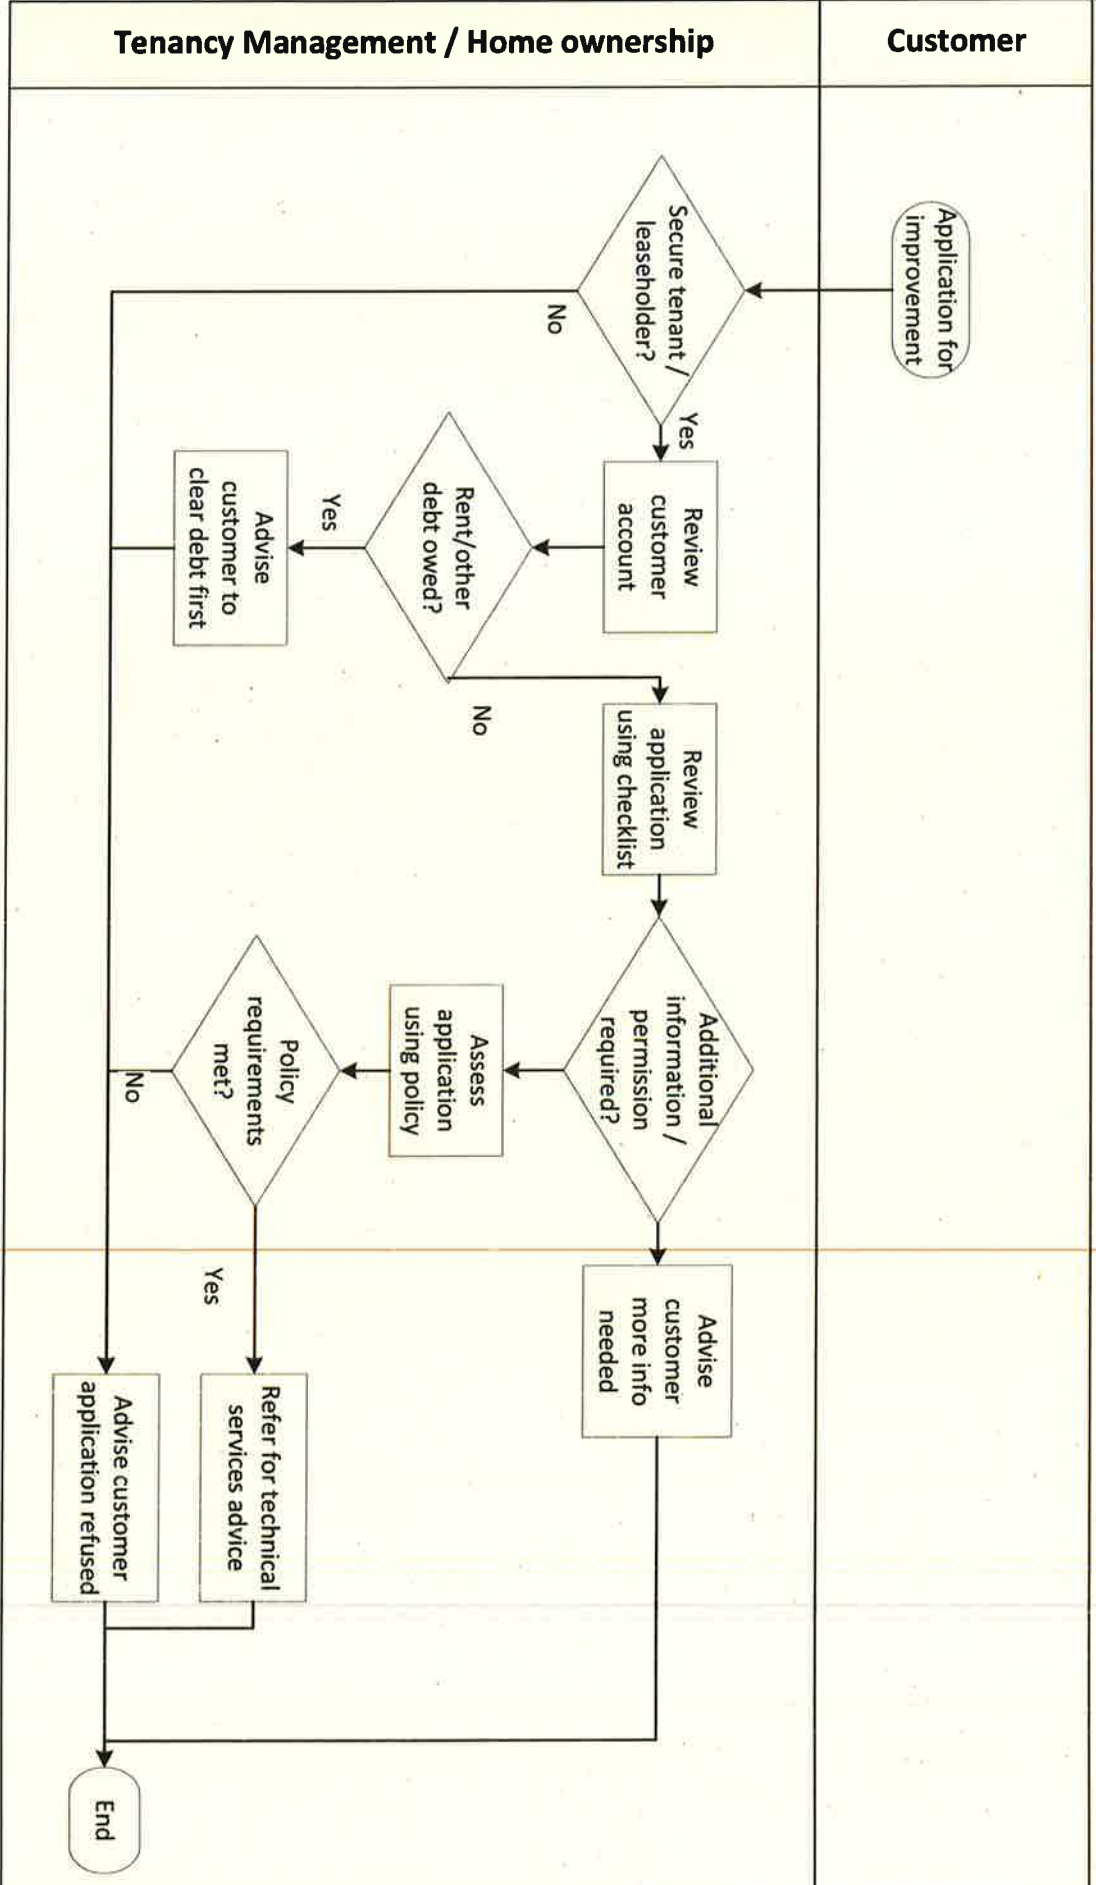 Tenancy Management / Home ownership
Customer
Application for
improvement
Secure tenant /
leaseholder?
No
Yes
Review
customer
account
Rent/other
debt owed?
Yes
Advise
customer to
clear debt first
No
Review
application
using checklist
Additional
information /
permission
required?
Assess
application
using policy
Policy
requirements
met?
No
Yes
Advise
customer
more info
needed
Refer for technical
services advice
Advise customer
application refused
End